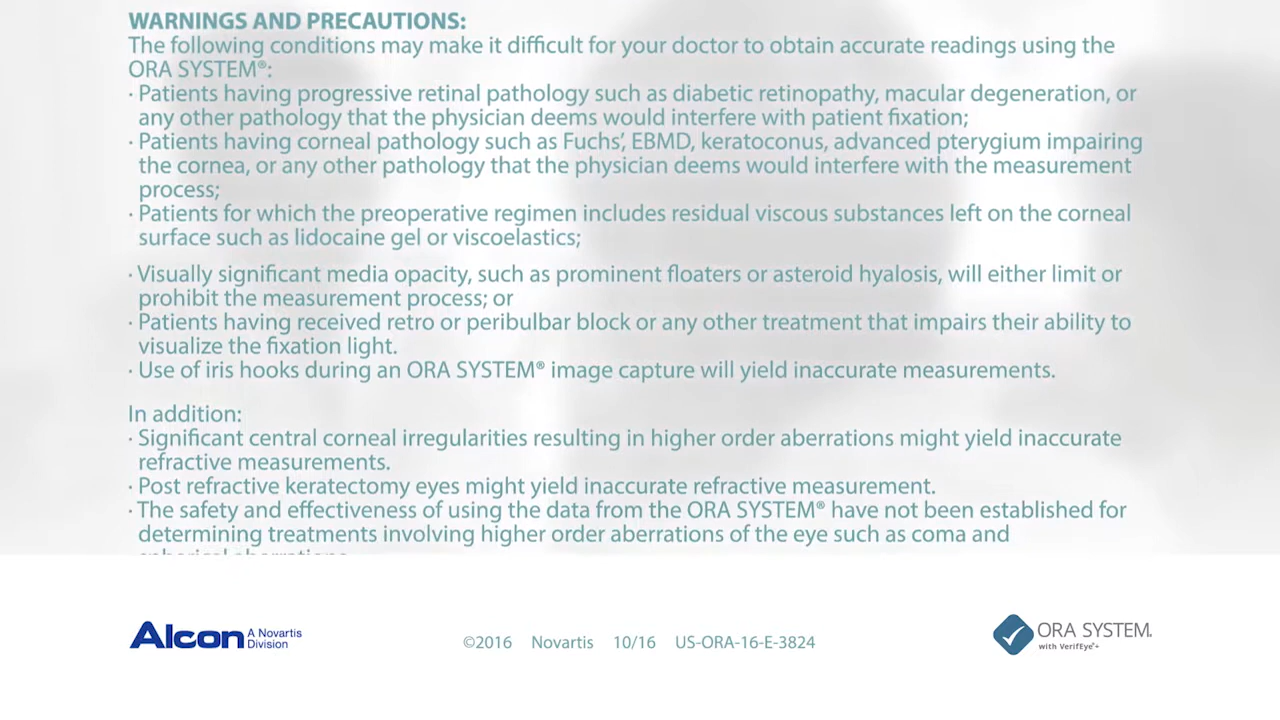 WARNINGS AND PRECAUTIONS:
The following conditions may make it difficult for your doctor to obtain accurate readings using the
ORA SYSTEM®:
· Patients having progressive retinal pathology such as diabetic retinopathy, macular degeneration, or
any other pathology that the physician deems would interfere with patient fixation;
· Patients having corneal pathology such as Fuchs’, EBMD, keratoconus, advanced pterygium impairing
the cornea, or any other pathology that the physician deems would interfere with the measurement
process;
· Patients for which the preoperative regimen includes residual viscous substances left on the corneal
surface such as lidocaine gel or viscoelastics;
· Visually significant media opacity, such as prominent floaters or asteroid hyalosis, will either limit or
prohibit the measurement process; or
· Patients having received retro or peribulbar block or any other treatment that impairs their ability to
visualize the fixation light.
· Use of iris hooks during an ORA SYSTEM® image capture will yield inaccurate measurements.
In addition:
· Significant central corneal irregularities resulting in higher order aberrations might yield inaccurate
refractive measurements.
· Post refractive keratectomy eyes might yield inaccurate refractive measurement.
· The safety and effectiveness of using the data from the ORA SYSTEM® have not been established for
determining treatments involving higher order aberrations of the eye such as coma and
Alcon A Novartis
Division
©2016 Novartis 10/16 US-ORA-16-E-3824
ORA SYSTEM.
with VerifEye®+